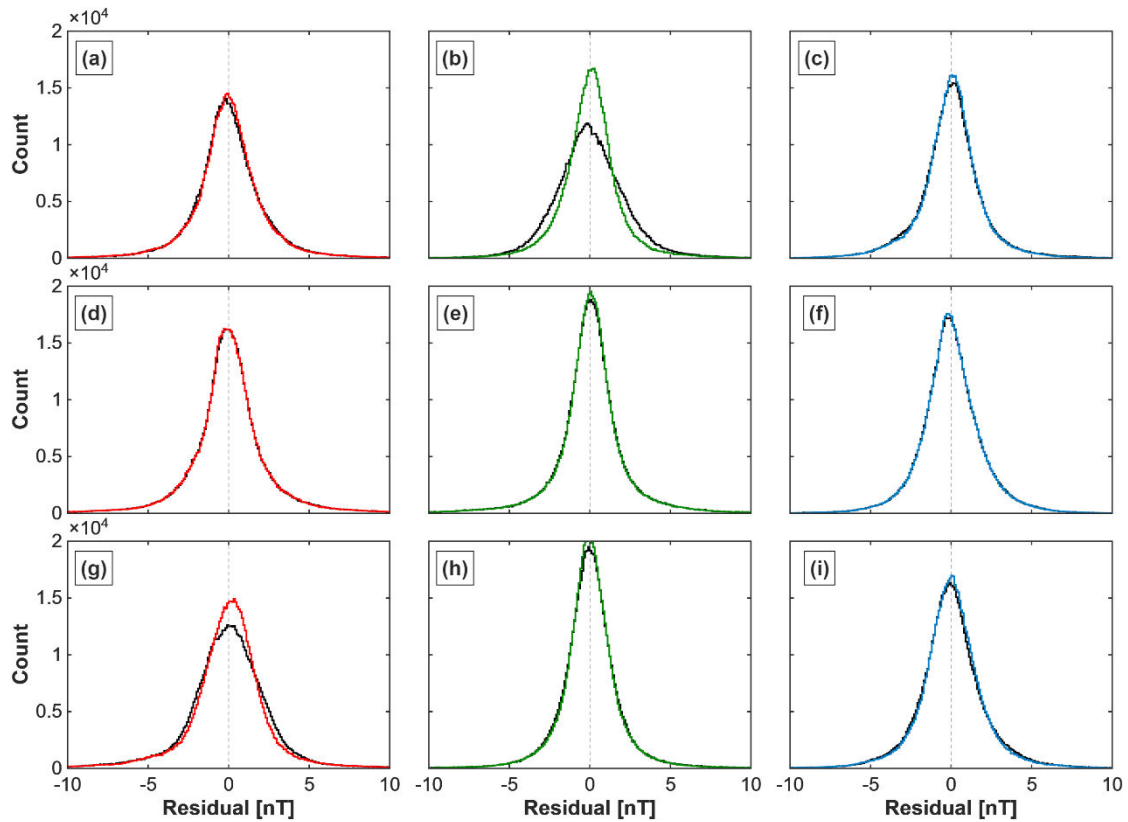 ×10⁴
2
1.5
1
0.5
0
Count
(a)
(b)
(c)
×10⁴
2
1.5
1
0.5
0
Count
(d)
(e)
(f)
×10⁴
2
1.5
1
0.5
0
Count
(g)
(h)
(i)
-10 -5 0 5 10 -10 -5 0 5 10 -10 -5 0 5 10
Residual [nT] Residual [nT] Residual [nT]